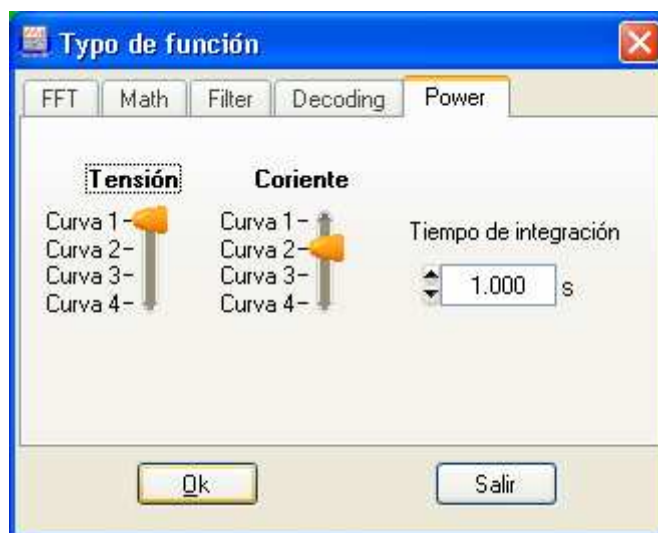 Typo de función
FFT Math Filter Decoding Power
Tensión Coriente
Curva 1 Curva 1
Curva 2 Curva 2
Curva 3 Curva 3
Curva 4 Curva 4
Tiempo de integración
1.000 s
Ok Salir